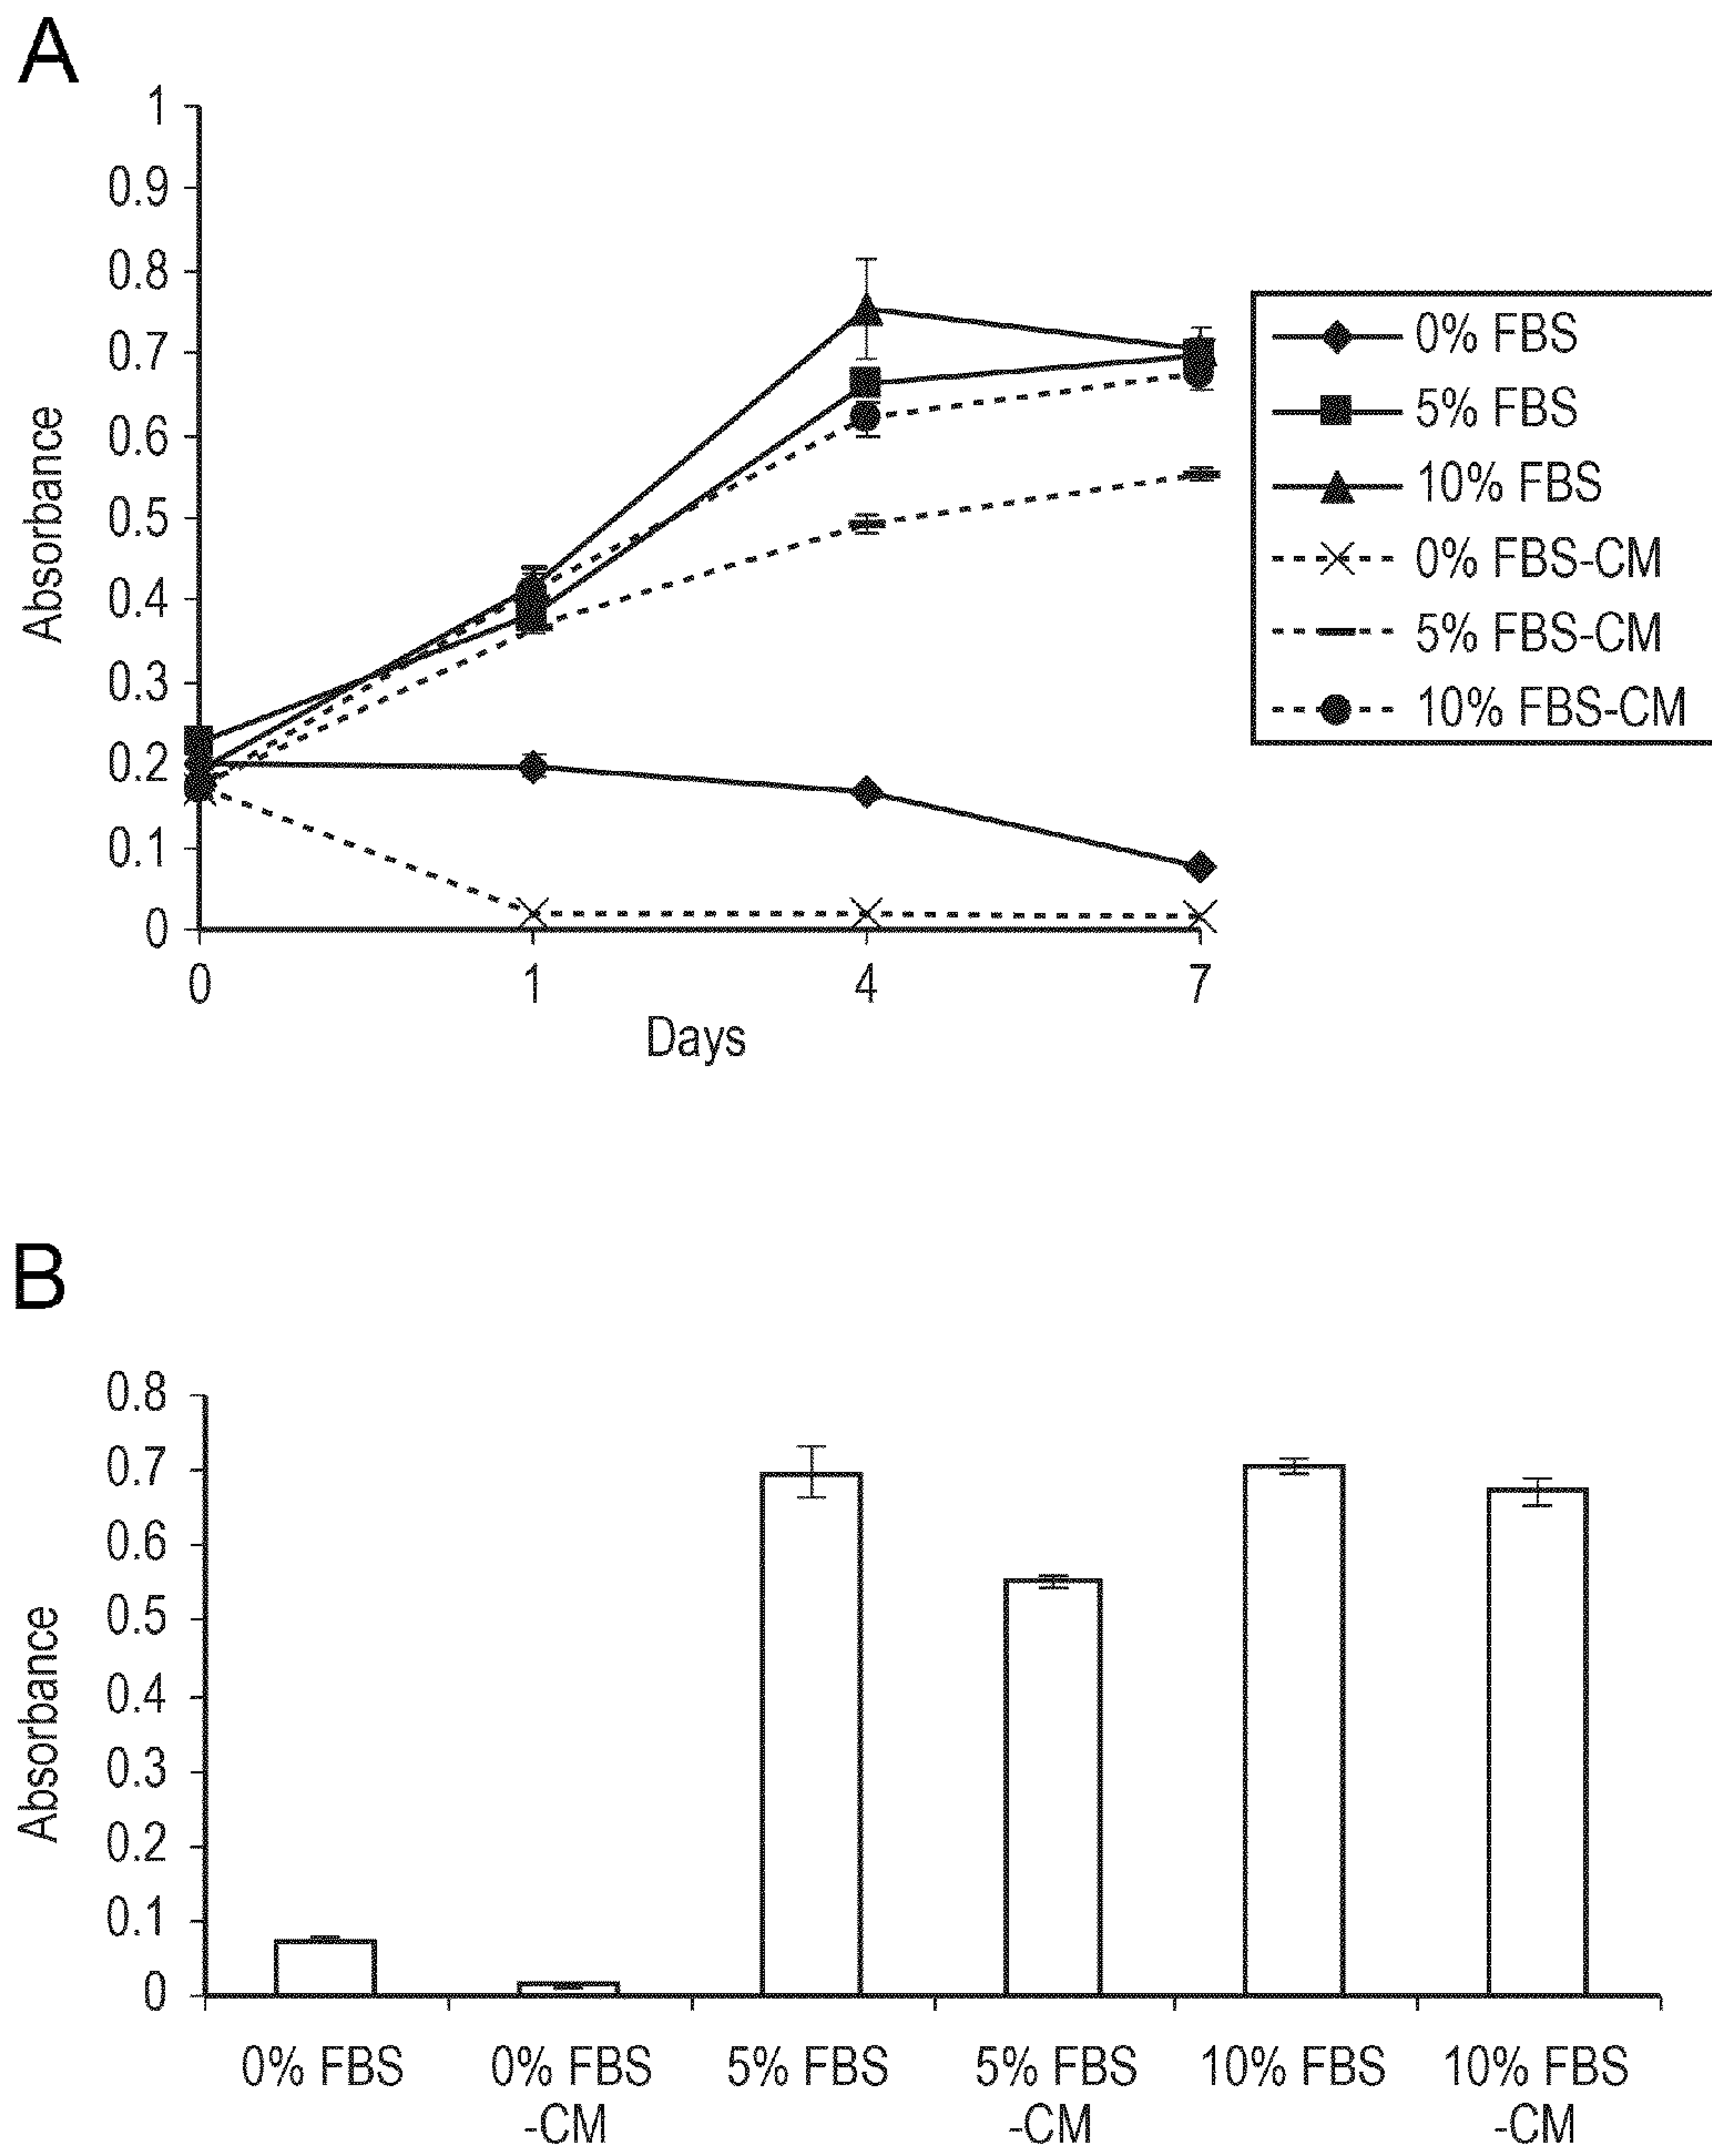 A
1
0.9
0.8
0.7
0.6
0.5
0.4
0.3
0.2
0.1
0
Absorbance
0 1 4 7
Days
0% FBS
5% FBS
10% FBS
0% FBS-CM
5% FBS-CM
10% FBS-CM
B
0.8
0.7
0.6
0.5
0.4
0.3
0.2
0.1
0
Absorbance
0% FBS 0% FBS 5% FBS 5% FBS 10% FBS 10% FBS
-CM -CM -CM